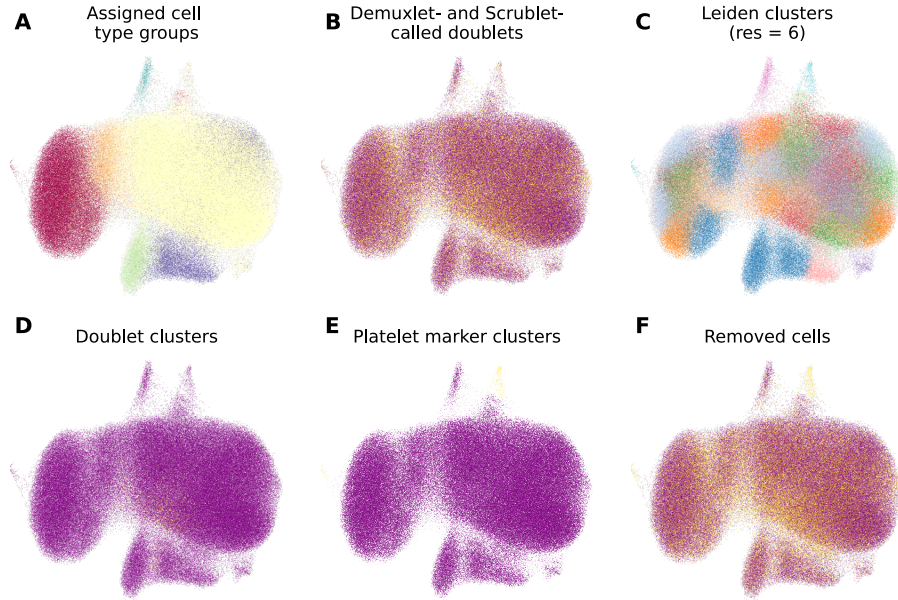 A
Assigned cell
type groups
B
Demuxlet- and Scrublet-
called doublets
C
Leiden clusters
(res = 6)
D
Doublet clusters
E
Platelet marker clusters
F
Removed cells